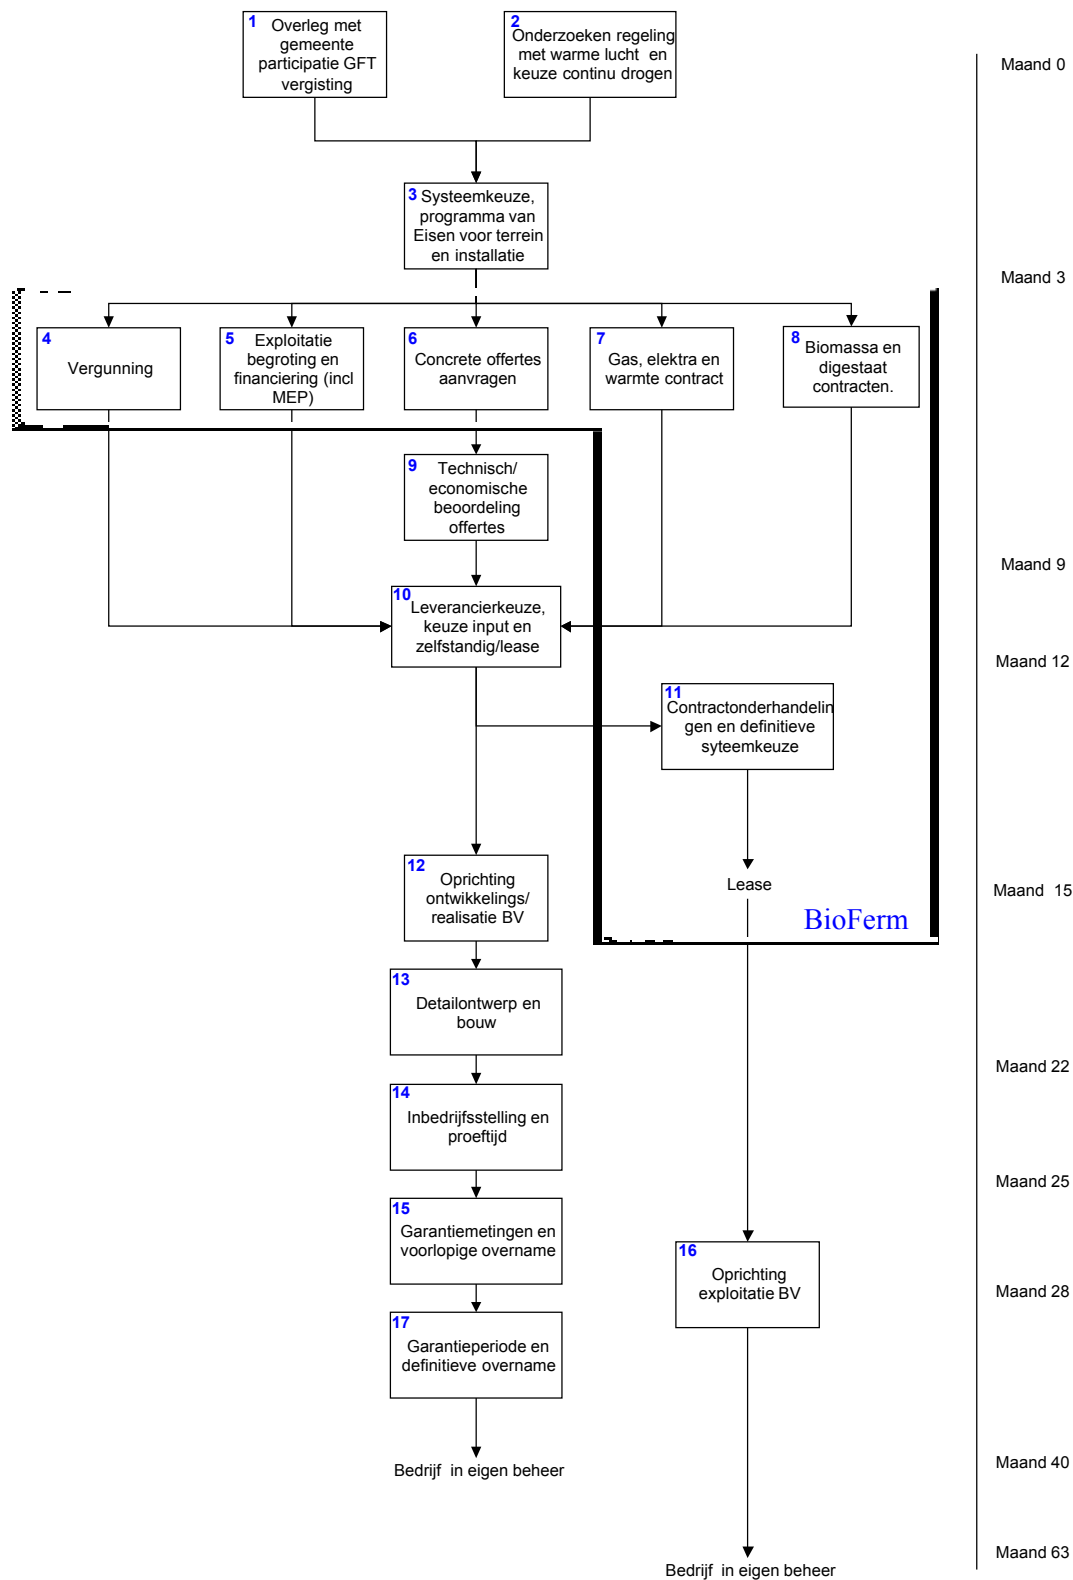 1
Overleg met
gemeente
participatie GFT
vergisting
2
Onderzoeken regeling
met warme lucht en
keuze continu drogen
Maand 0
3
Systeemkeuze,
programma van
Eisen voor terrein
en installatie
Maand 3
4
Vergunning
5
Exploitatie
begroting en
financiering (incl
MEP)
6
Concrete offertes
aanvragen
7
Gas, elektra en
warmte contract
8
Biomassa en
digestaat
contracten.
9
Technisch/
economische
beoordeling
offertes
Maand 9
10
Leverancierkeuze,
keuze input en
zelfstandig/lease
Maand 12
11
Contractonderhandelin
gen en definitieve
syteemkeuze
12
Oprichting
ontwikkelings/
realisatie BV
Lease
Maand 15
BioFerm
13
Detailontwerp en
bouw
Maand 22
14
Inbedrijfsstelling en
proeftijd
Maand 25
15
Garantiemetingen en
voorlopige overname
16
Oprichting
exploitatie BV
Maand 28
17
Garantieperiode en
definitieve overname
Bedrijf in eigen beheer
Maand 40
Maand 63
Bedrijf in eigen beheer